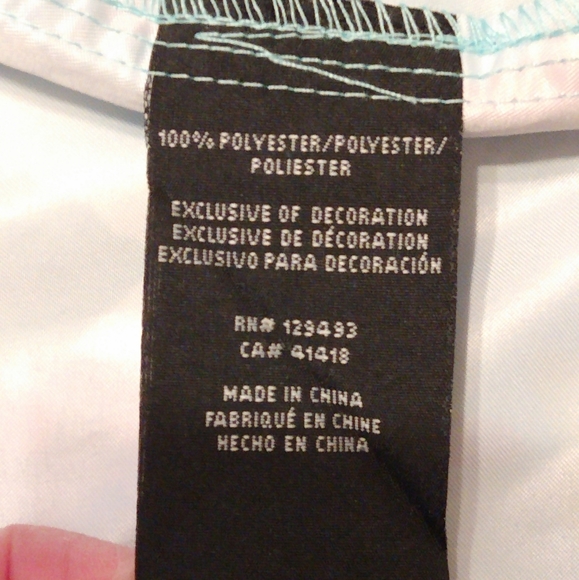 100% POLYESTER/POLYESTER/
POLIESTER
EXCLUSIVE OF DECORATION
EXCLUSIVE DE DÉCORATION
EXCLUSIVO PARA DECORACIÓN
RN# 129493
CA# 41418
MADE IN CHINA
FABRIQUÉ EN CHINE
HECHO EN CHINA